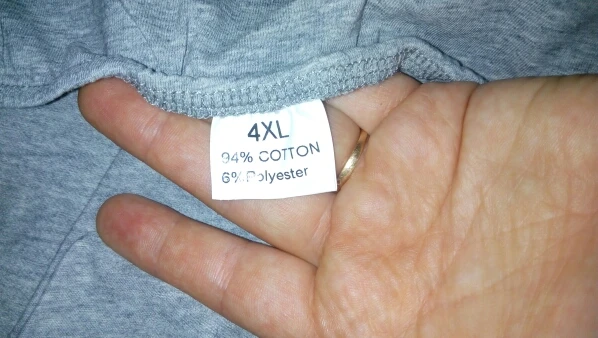 4XL
94% COTTON
6% Polyester